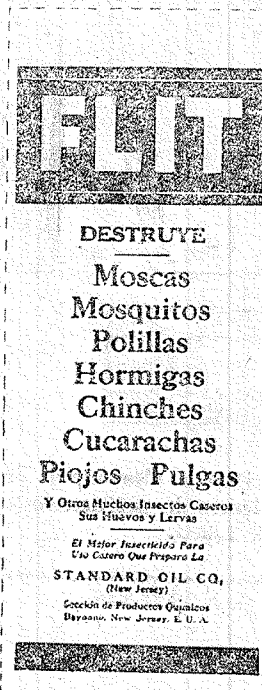 FLIT
DESTRUYE
Moscas
Mosquitos
Polillas
Hormigas
Chinches
Cucarachas
Piojos Pulgas
Y Otros Muchos Insectos Caseros
Sus Huevos y Larvas
El Mejor Insecticida Para
Uso Casero Que Prepara La
STANDARD OIL CO,
(New Jersey)
Sección de Productos Químicos
Bayonne, New Jersey, E. U. A.